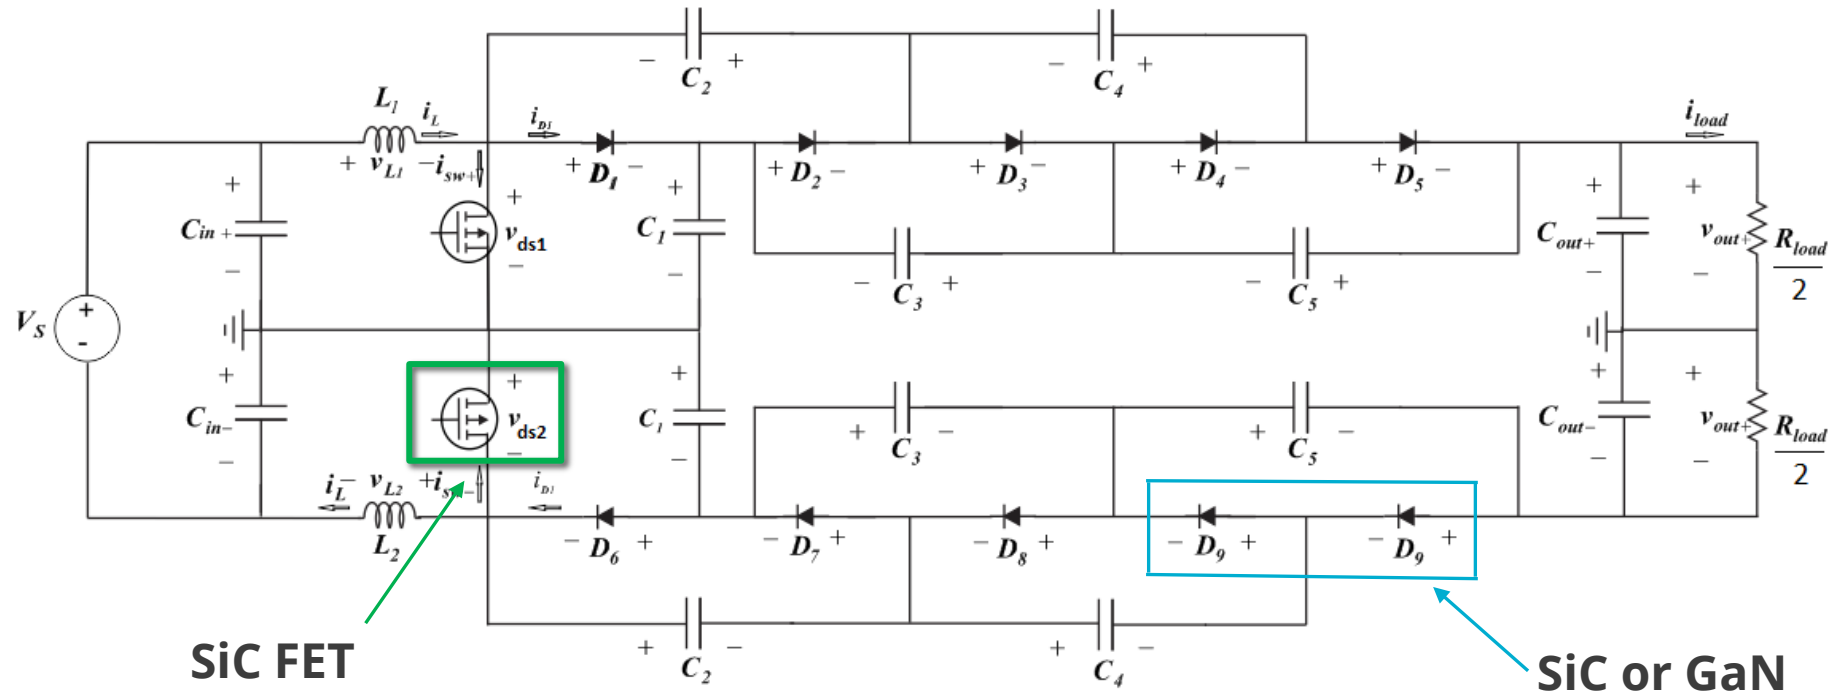 − C2 +
− C4 +
L1
iL
iD1
iload
+ vL1 −
isw+
+ D1 −
+ D2 −
+ D3 −
+ D4 −
+ D5 −
+
Cin+
−
+
vds1
−
+
C1
−
− C3 +
− C5 +
+
Cout+
−
+
vout+
−
Rload
2
VS
+
-
+
Cin−
−
+
vds2
−
+
C1
−
+ C3 −
+ C5 −
+
Cout−
−
+
vout+
−
Rload
2
iL
− vL2 +
isw−
iD1
L2
− D6 +
− D7 +
− D8 +
− D9 +
− D9 +
+ C2 −
+ C4 −
SiC FET
SiC or GaN